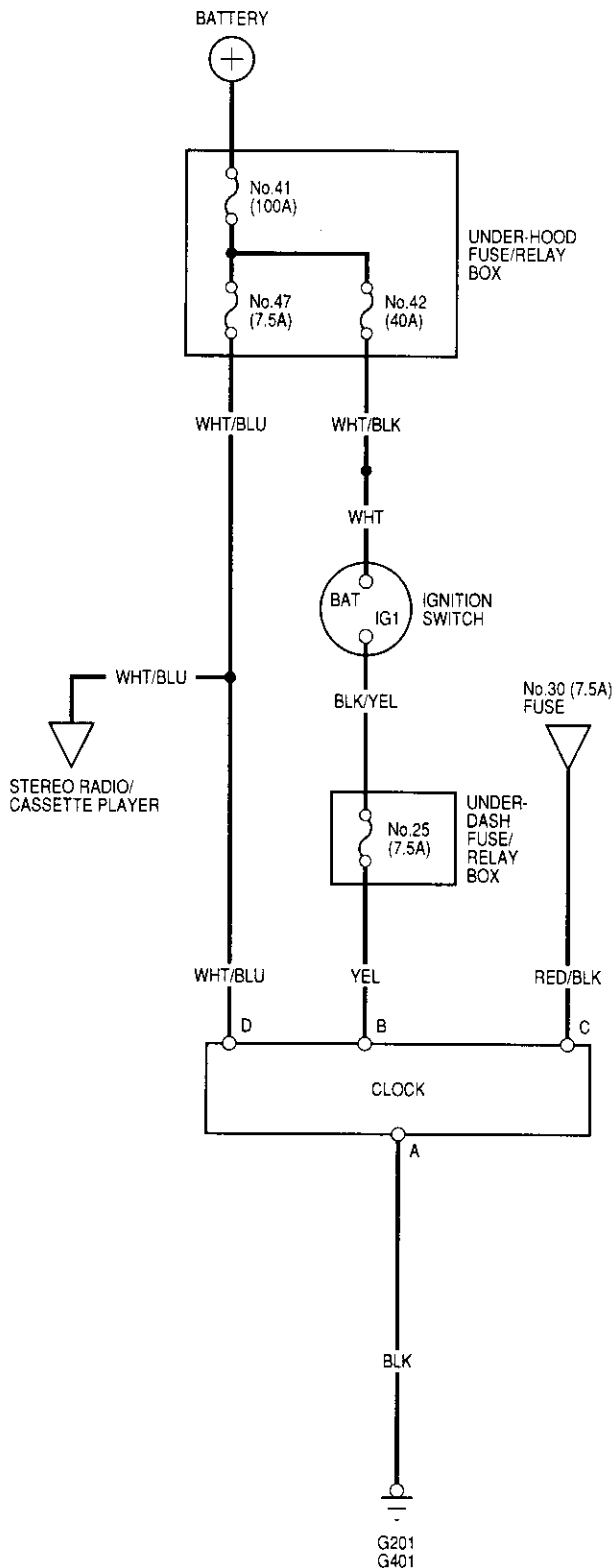 BATTERY
No.41
(100A)
UNDER-HOOD
FUSE/RELAY
BOX
No.47
(7.5A)
No.42
(40A)
WHT/BLU
WHT/BLK
WHT
BAT
IG1
IGNITION
SWITCH
WHT/BLU
BLK/YEL
No.30 (7.5A)
FUSE
STEREO RADIO/
CASSETTE PLAYER
No.25
(7.5A)
UNDER-
DASH
FUSE/
RELAY
BOX
WHT/BLU
YEL
RED/BLK
D
B
C
CLOCK
A
BLK
G201
G401